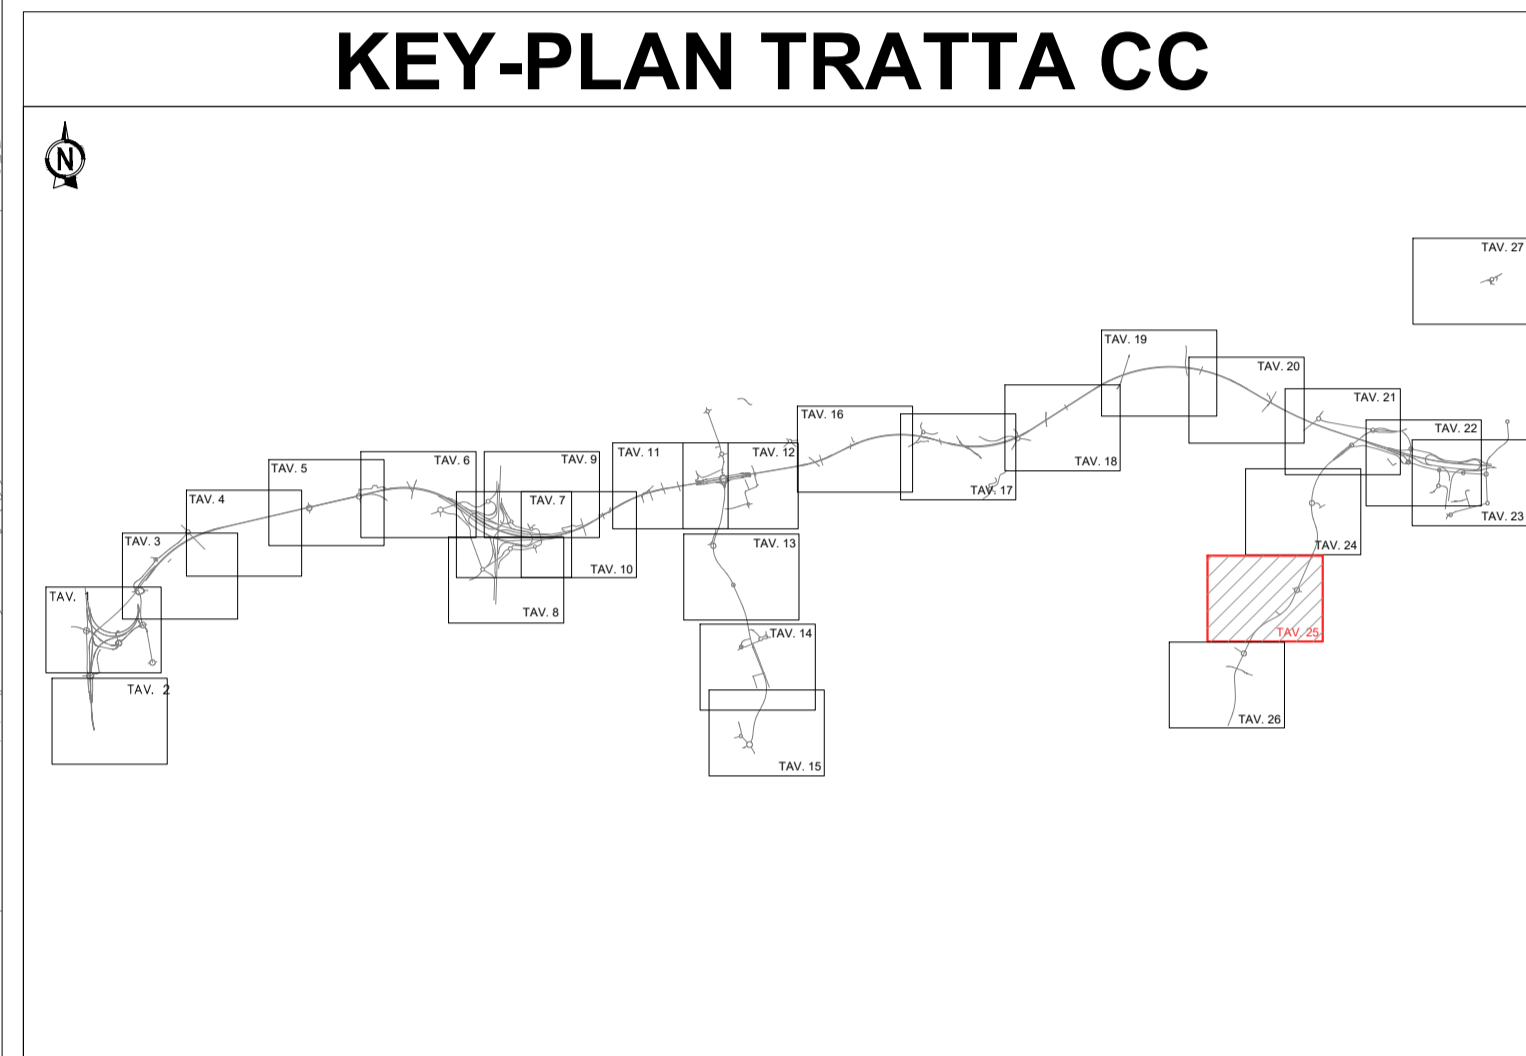 KEY-PLAN TRATTA CC
N
TAV. 27
TAV. 19
TAV. 20
TAV. 21
TAV. 16
TAV. 22
TAV. 11
TAV. 12
TAV. 6
TAV. 9
TAV. 5
TAV. 18
TAV. 17
TAV. 4
TAV. 7
TAV. 23
TAV. 3
TAV. 13
TAV. 24
TAV. 10
TAV. 1
TAV. 8
TAV. 14
TAV. 25
TAV. 2
TAV. 26
TAV. 15